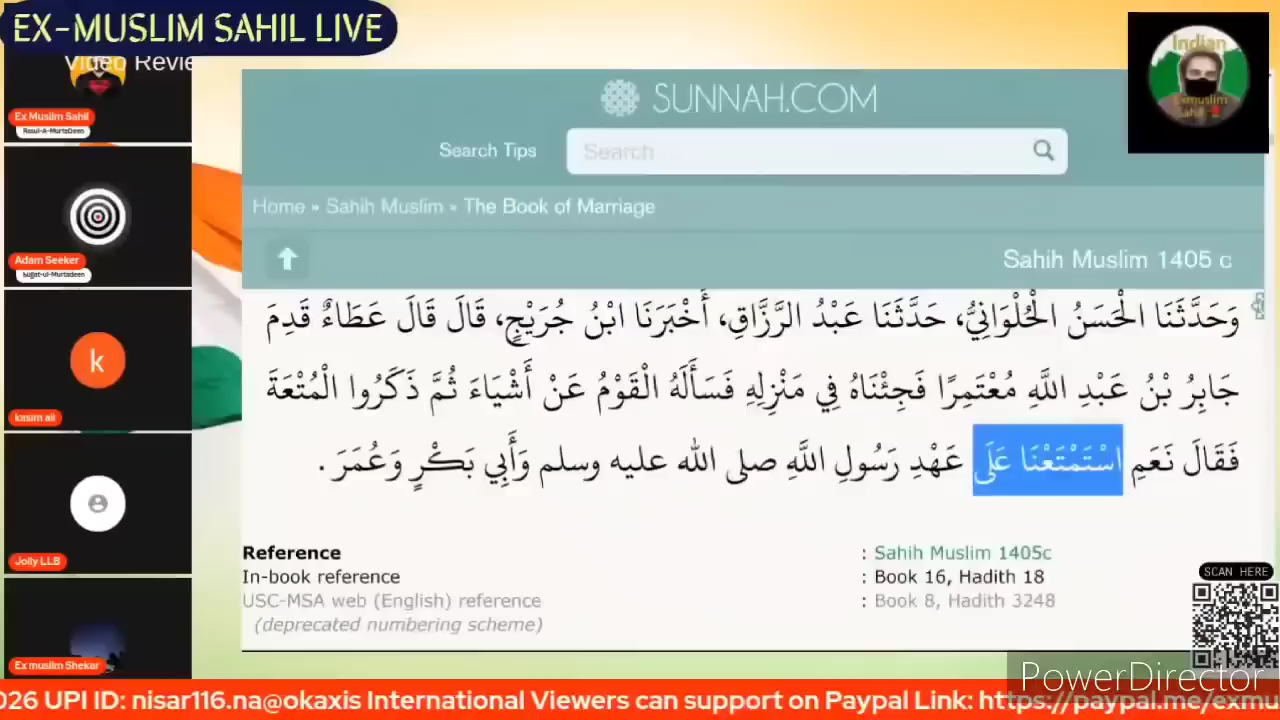 EX-MUSLIM SAHIL LIVE
Ex Muslim Sahil
Rasul-A-MurtaDeen
Adam Seeker
kasim ali
k
Jolly LLB
Ex muslim Shekar
Indian
Exmuslim
Sahil
SUNNAH.COM
Search Tips
Search
Home » Sahih Muslim » The Book of Marriage
Sahih Muslim 1405 c
وَحَدَّثَنَا الْحَسَنُ الْحُلْوَانِيُّ، حَدَّثَنَا عَبْدُ الرَّزَّاقِ، أَخْبَرَنَا ابْنُ جُرَيْجٍ، قَالَ قَالَ عَطَاءٌ قَدِمَ
جَابِرُ بْنُ عَبْدِ اللَّهِ مُعْتَمِرًا فَجِئْنَاهُ فِي مَنْزِلِهِ فَسَأَلَهُ الْقَوْمُ عَنْ أَشْيَاءَ ثُمَّ ذَكَرُوا الْمُتْعَةَ
فَقَالَ نَعَمِ اسْتَمْتَعْنَا عَلَى عَهْدِ رَسُولِ اللَّهِ صلى الله عليه وسلم وَأَبِي بَكْرٍ وَعُمَرَ .
Reference : Sahih Muslim 1405c
In-book reference : Book 16, Hadith 18
USC-MSA web (English) reference : Book 8, Hadith 3248
(deprecated numbering scheme)
SCAN HERE
PowerDirector
026 UPI ID: nisar116.na@okaxis International Viewers can support on Paypal Link: https://paypal.me/exmu